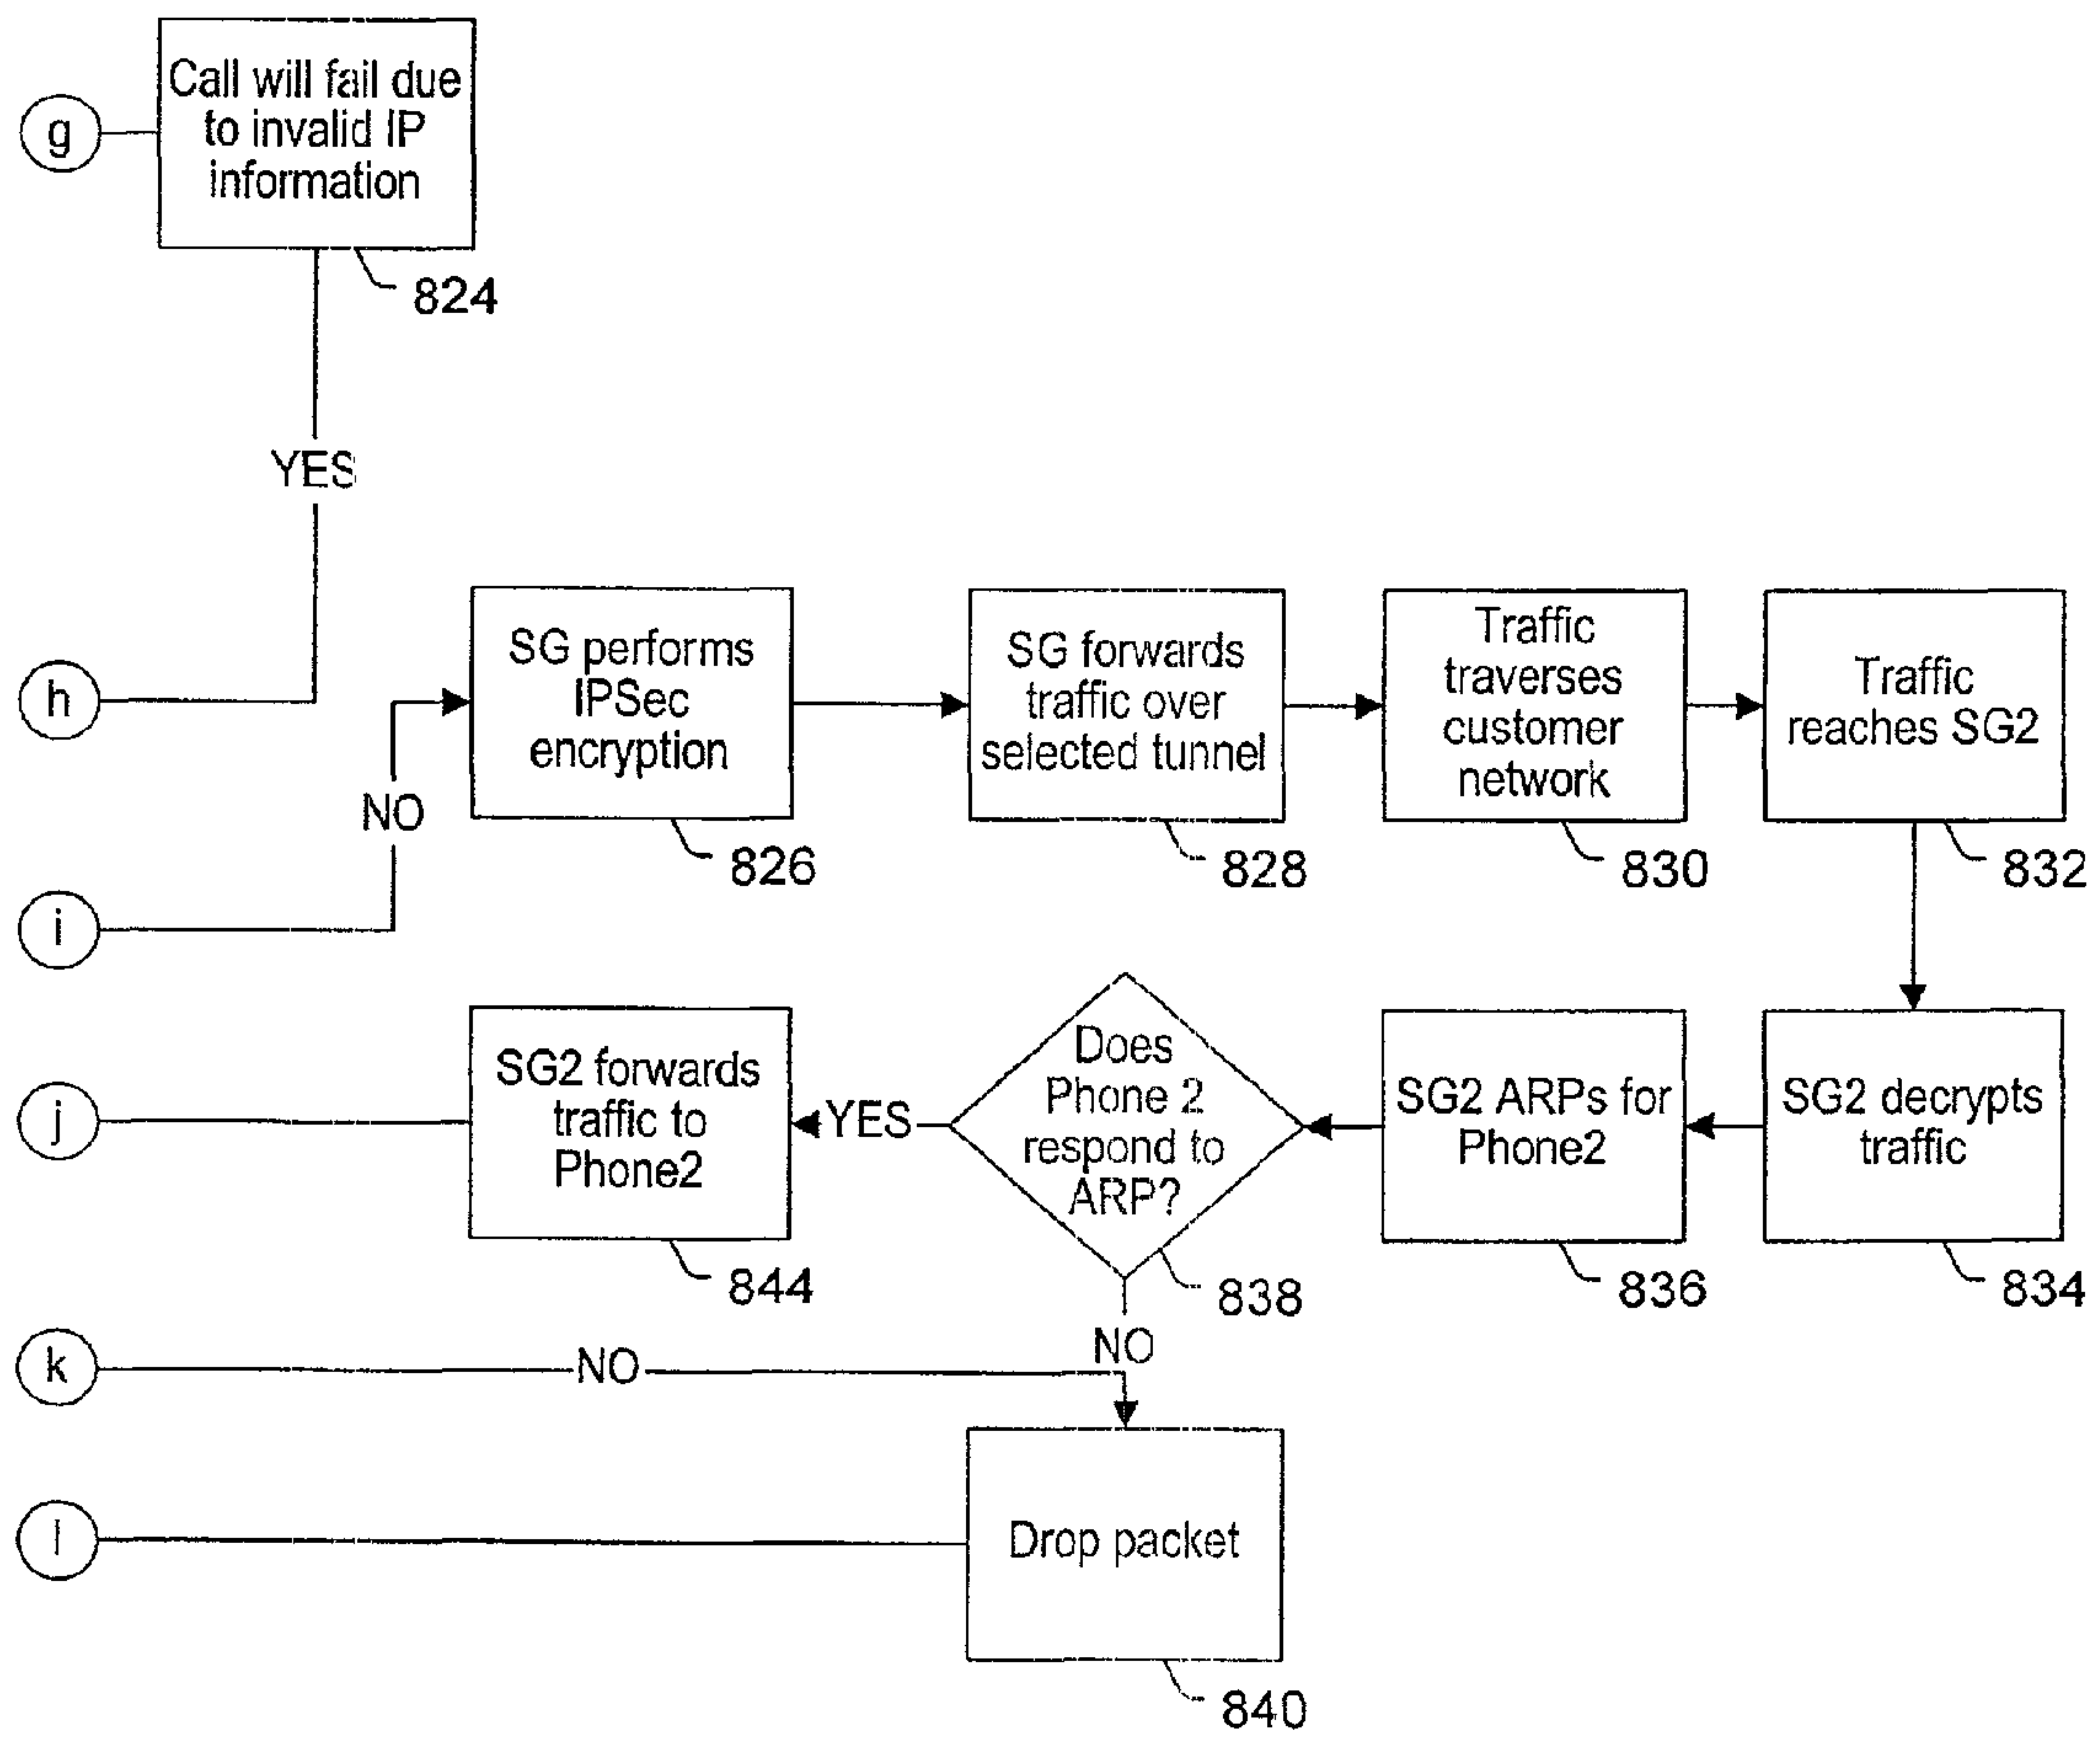 g
Call will fail due
to invalid IP
information
824
YES
h
SG performs
IPSec
encryption
826
SG forwards
traffic over
selected tunnel
828
Traffic
traverses
customer
network
830
Traffic
reaches SG2
832
NO
i
j
SG2 forwards
traffic to
Phone2
844
YES
Does
Phone 2
respond to
ARP?
838
SG2 ARPs for
Phone2
836
SG2 decrypts
traffic
834
k
NO
NO
l
Drop packet
840